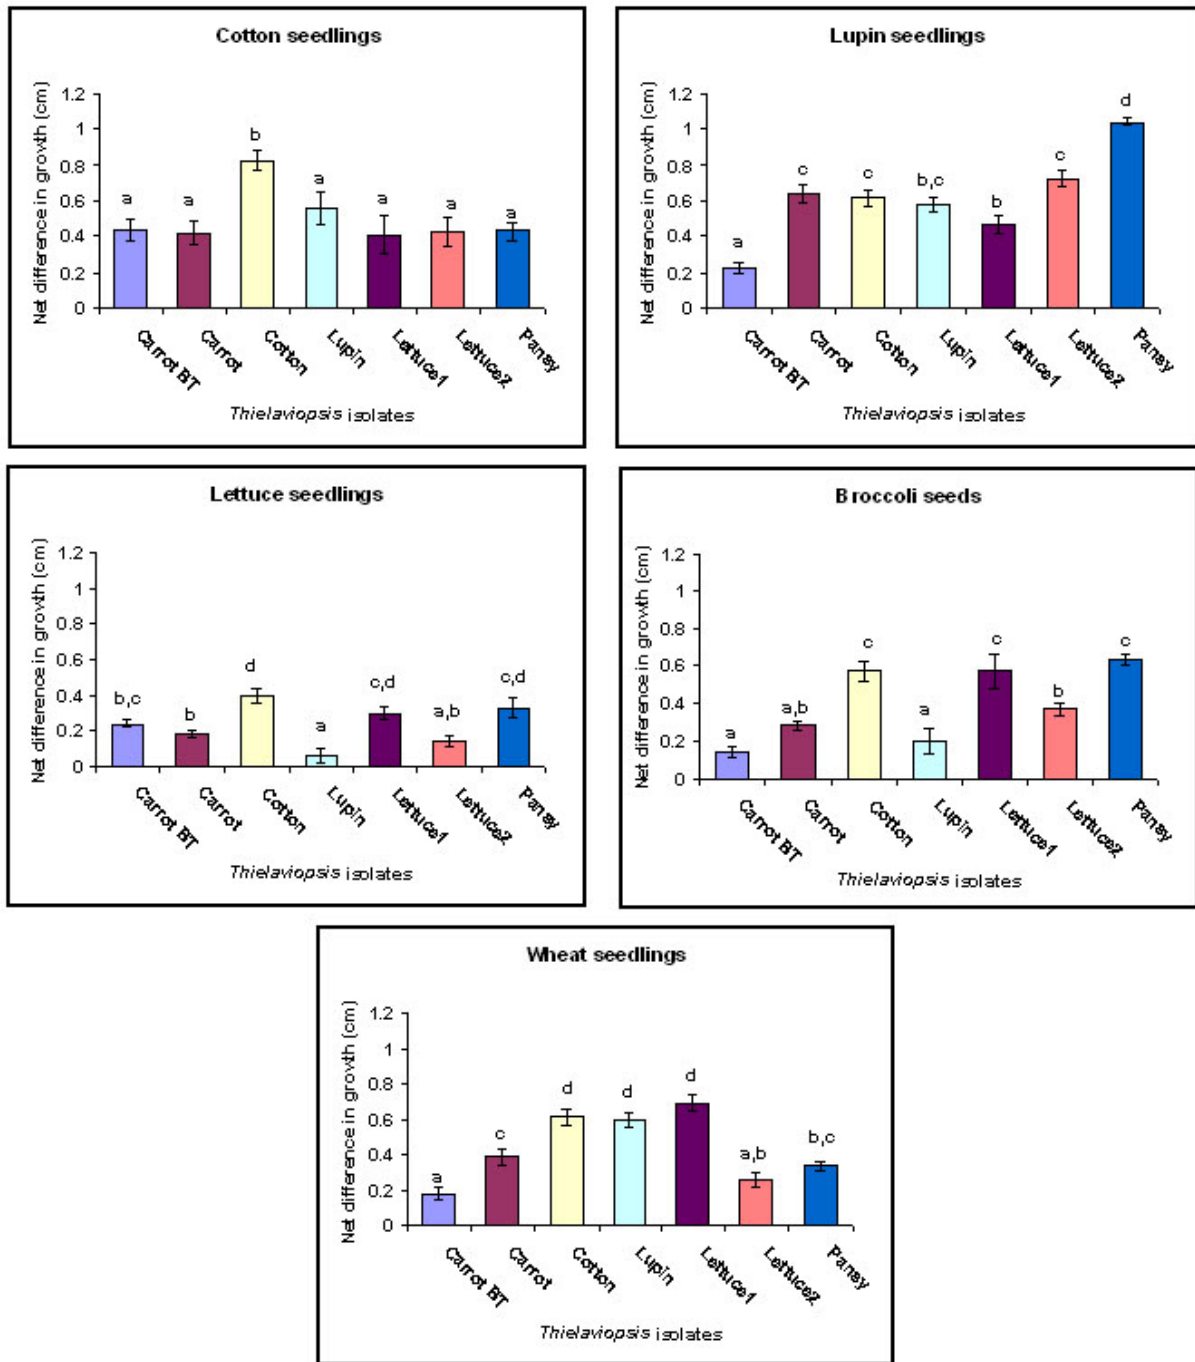 Cotton seedlings
Net difference in growth (cm)
1.2
1
0.8
0.6
0.4
0.2
0
a
a
b
a
a
a
a
Carrot BT
Carrot
Cotton
Lupin
Lettuce1
Lettuce2
Pansy
Thielaviopsis isolates
Lupin seedlings
Net difference in growth (cm)
1.2
1
0.8
0.6
0.4
0.2
0
a
c
c
b,c
b
c
d
Carrot BT
Carrot
Cotton
Lupin
Lettuce1
Lettuce2
Pansy
Thielaviopsis isolates
Lettuce seedlings
Net difference in growth (cm)
1.2
1
0.8
0.6
0.4
0.2
0
b,c
b
d
a
c,d
a,b
c,d
Carrot BT
Carrot
Cotton
Lupin
Lettuce1
Lettuce2
Pansy
Thielaviopsis isolates
Broccoli seeds
Net difference in growth (cm)
1.2
1
0.8
0.6
0.4
0.2
0
a
a,b
c
a
c
b
c
Carrot BT
Carrot
Cotton
Lupin
Lettuce1
Lettuce2
Pansy
Thielaviopsis isolates
Wheat seedlings
Net difference in growth (cm)
1.2
1
0.8
0.6
0.4
0.2
0
a
c
d
d
d
a,b
b,c
Carrot BT
Carrot
Cotton
Lupin
Lettuce1
Lettuce2
Pansy
Thielaviopsis isolates